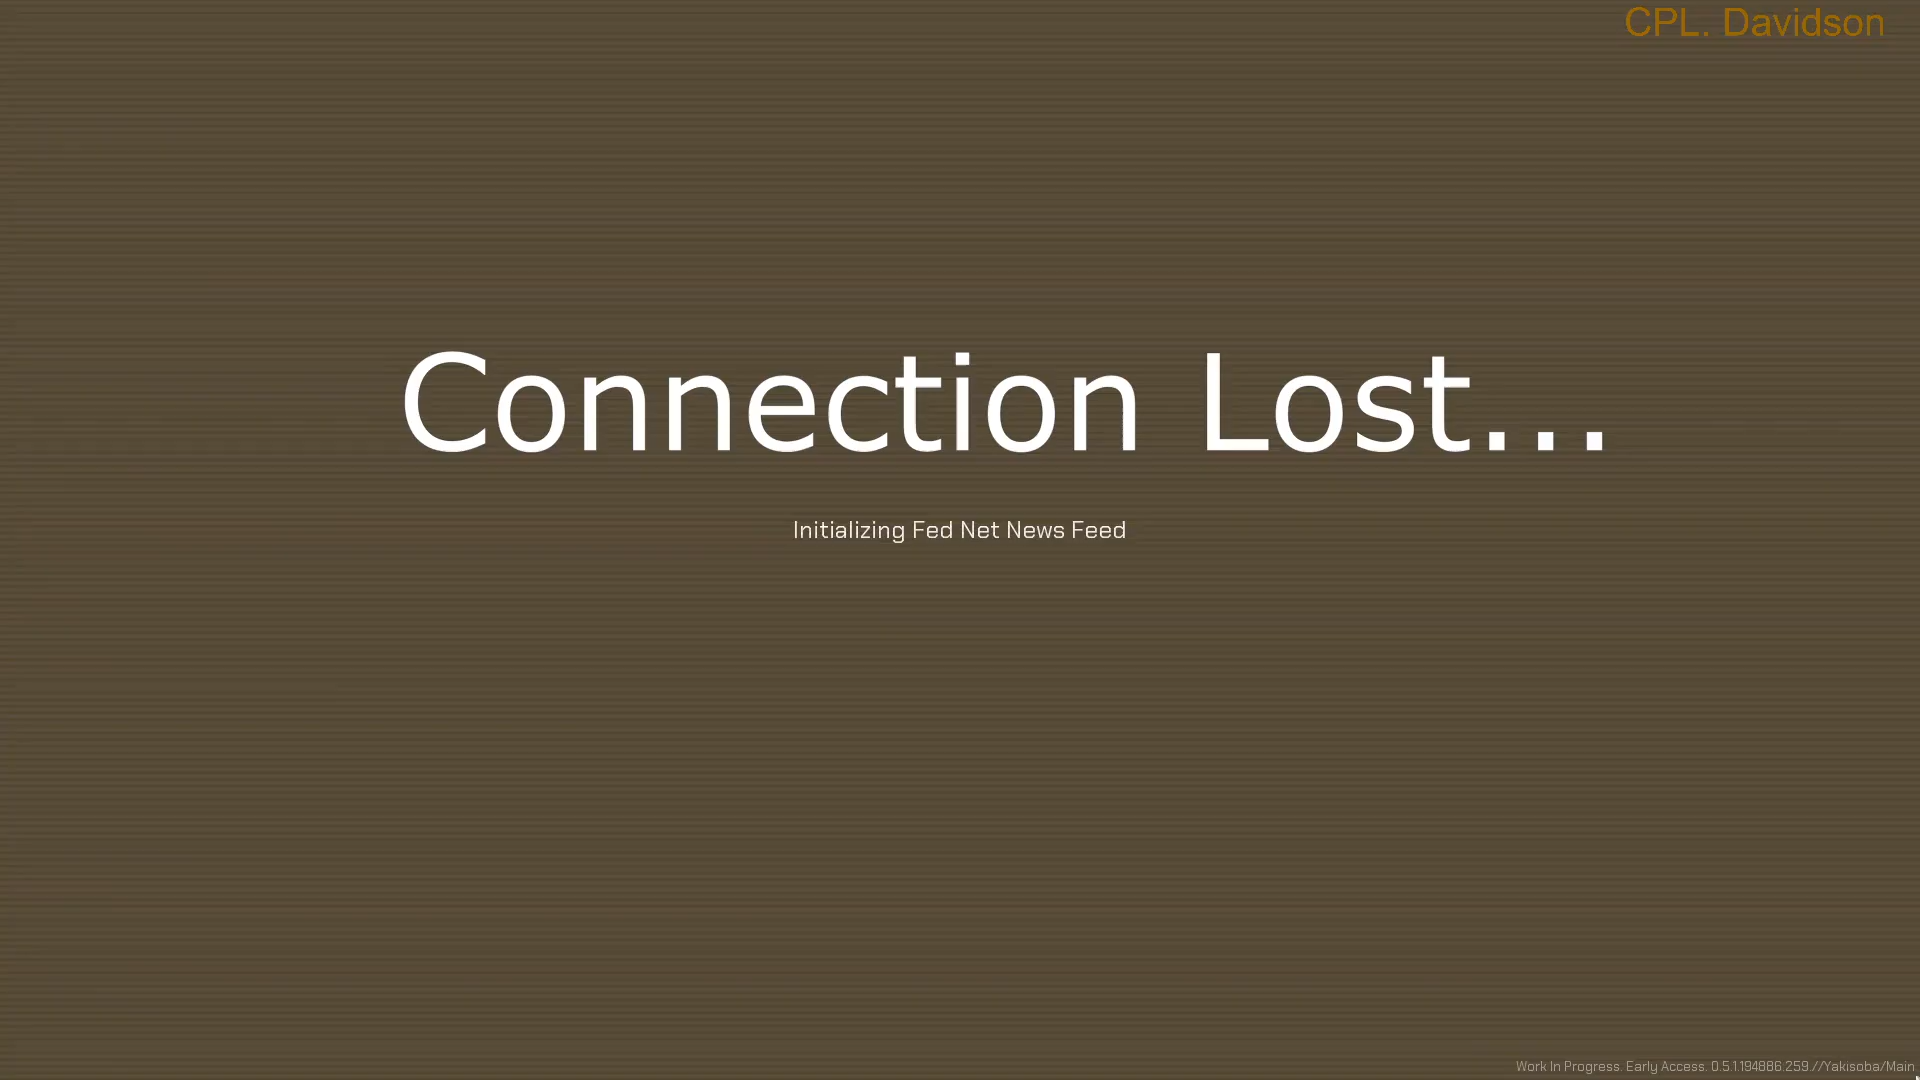 CPL. Davidson
Connection Lost...
Initializing Fed Net News Feed
Work In Progress. Early Access. 0.5.1.194886.259 //Yakisoba/Main